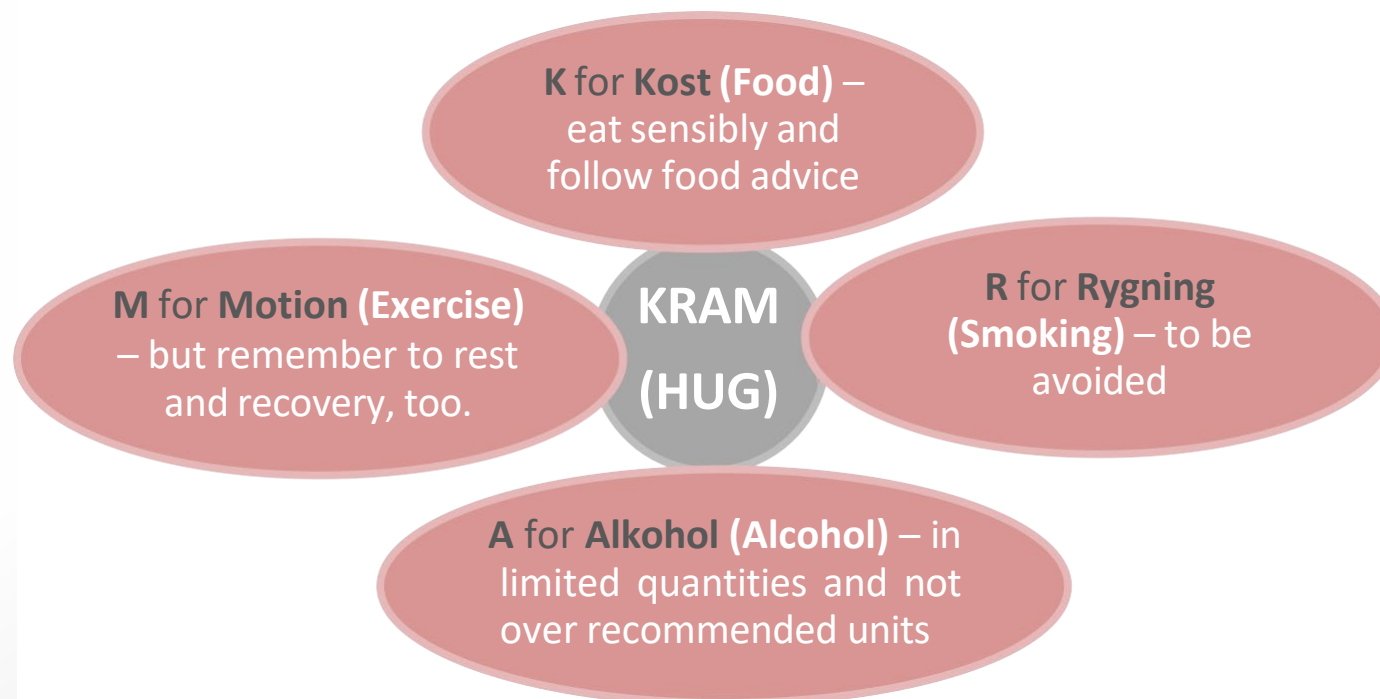 K for Kost (Food) –
eat sensibly and
follow food advice
KRAM
(HUG)
R for Rygning
(Smoking) – to be
avoided
A for Alkohol (Alcohol) – in
limited quantities and not
over recommended units
M for Motion (Exercise)
– but remember to rest
and recovery, too.